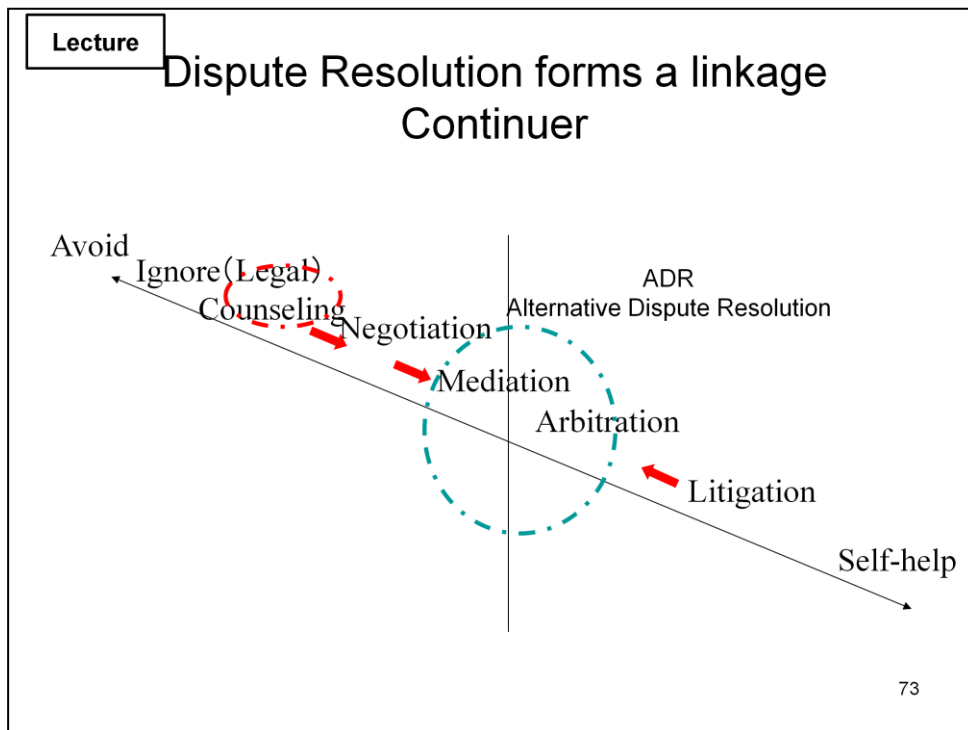 Lecture
Dispute Resolution forms a linkage
Continuer
Avoid
Ignore(Legal)
Counseling
Negotiation
ADR
Alternative Dispute Resolution
Mediation
Arbitration
Litigation
Self-help
73